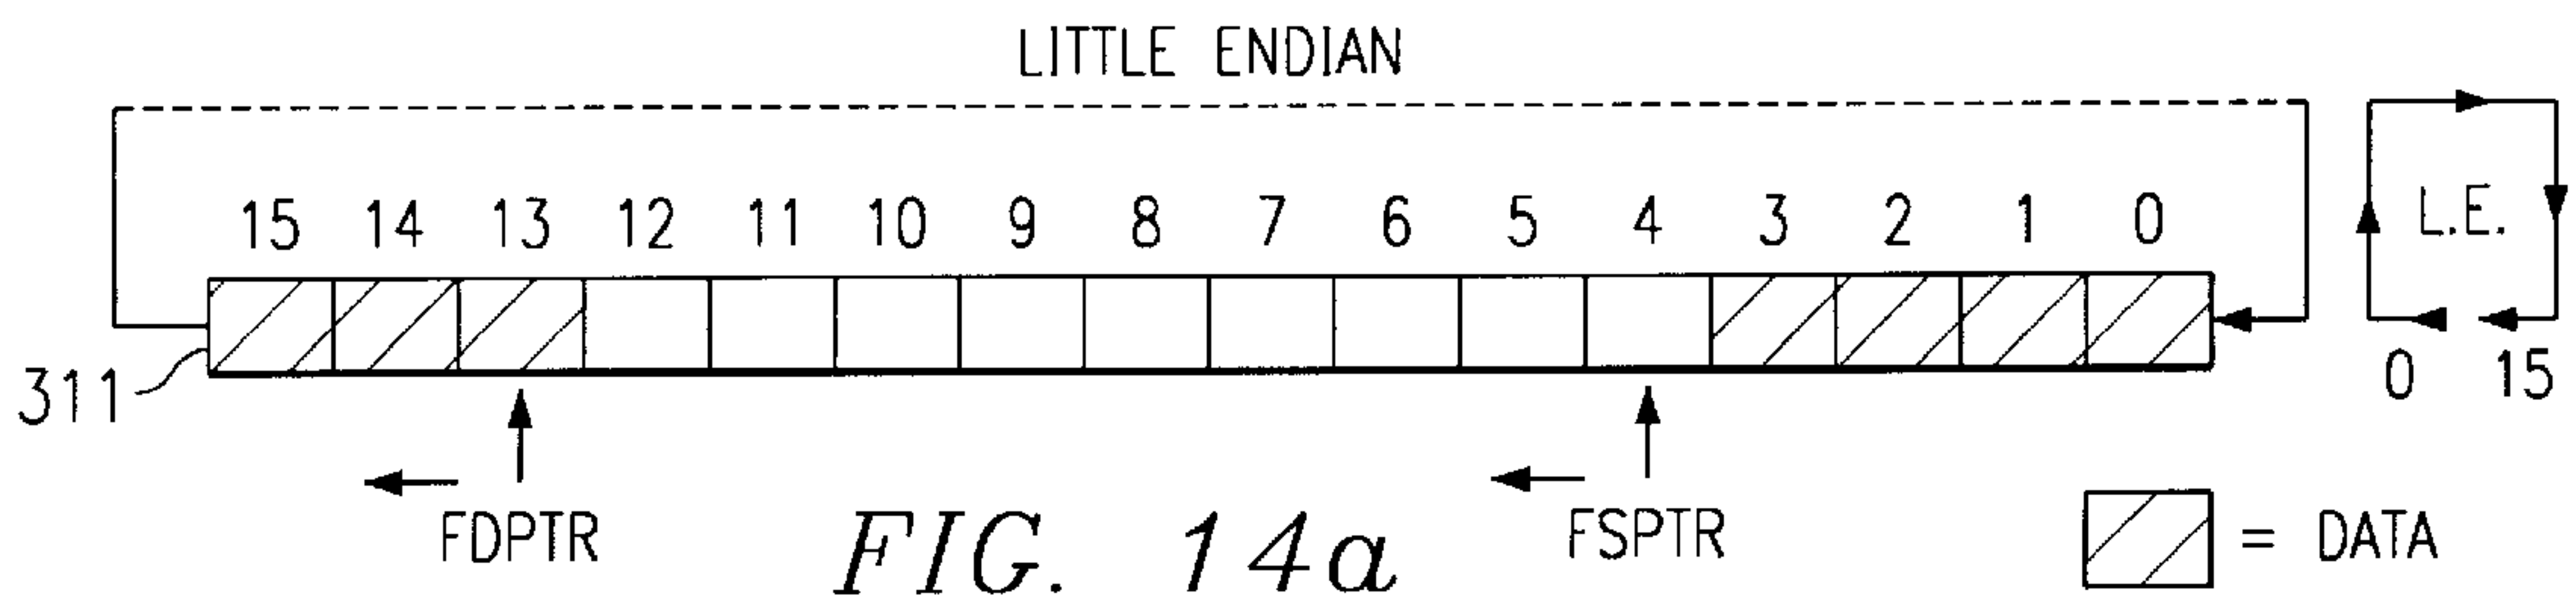 LITTLE ENDIAN
15 14 13 12 11 10 9 8 7 6 5 4 3 2 1 0
L.E.
311
0 15
FDPTR
FSPTR
= DATA
FIG. 14a